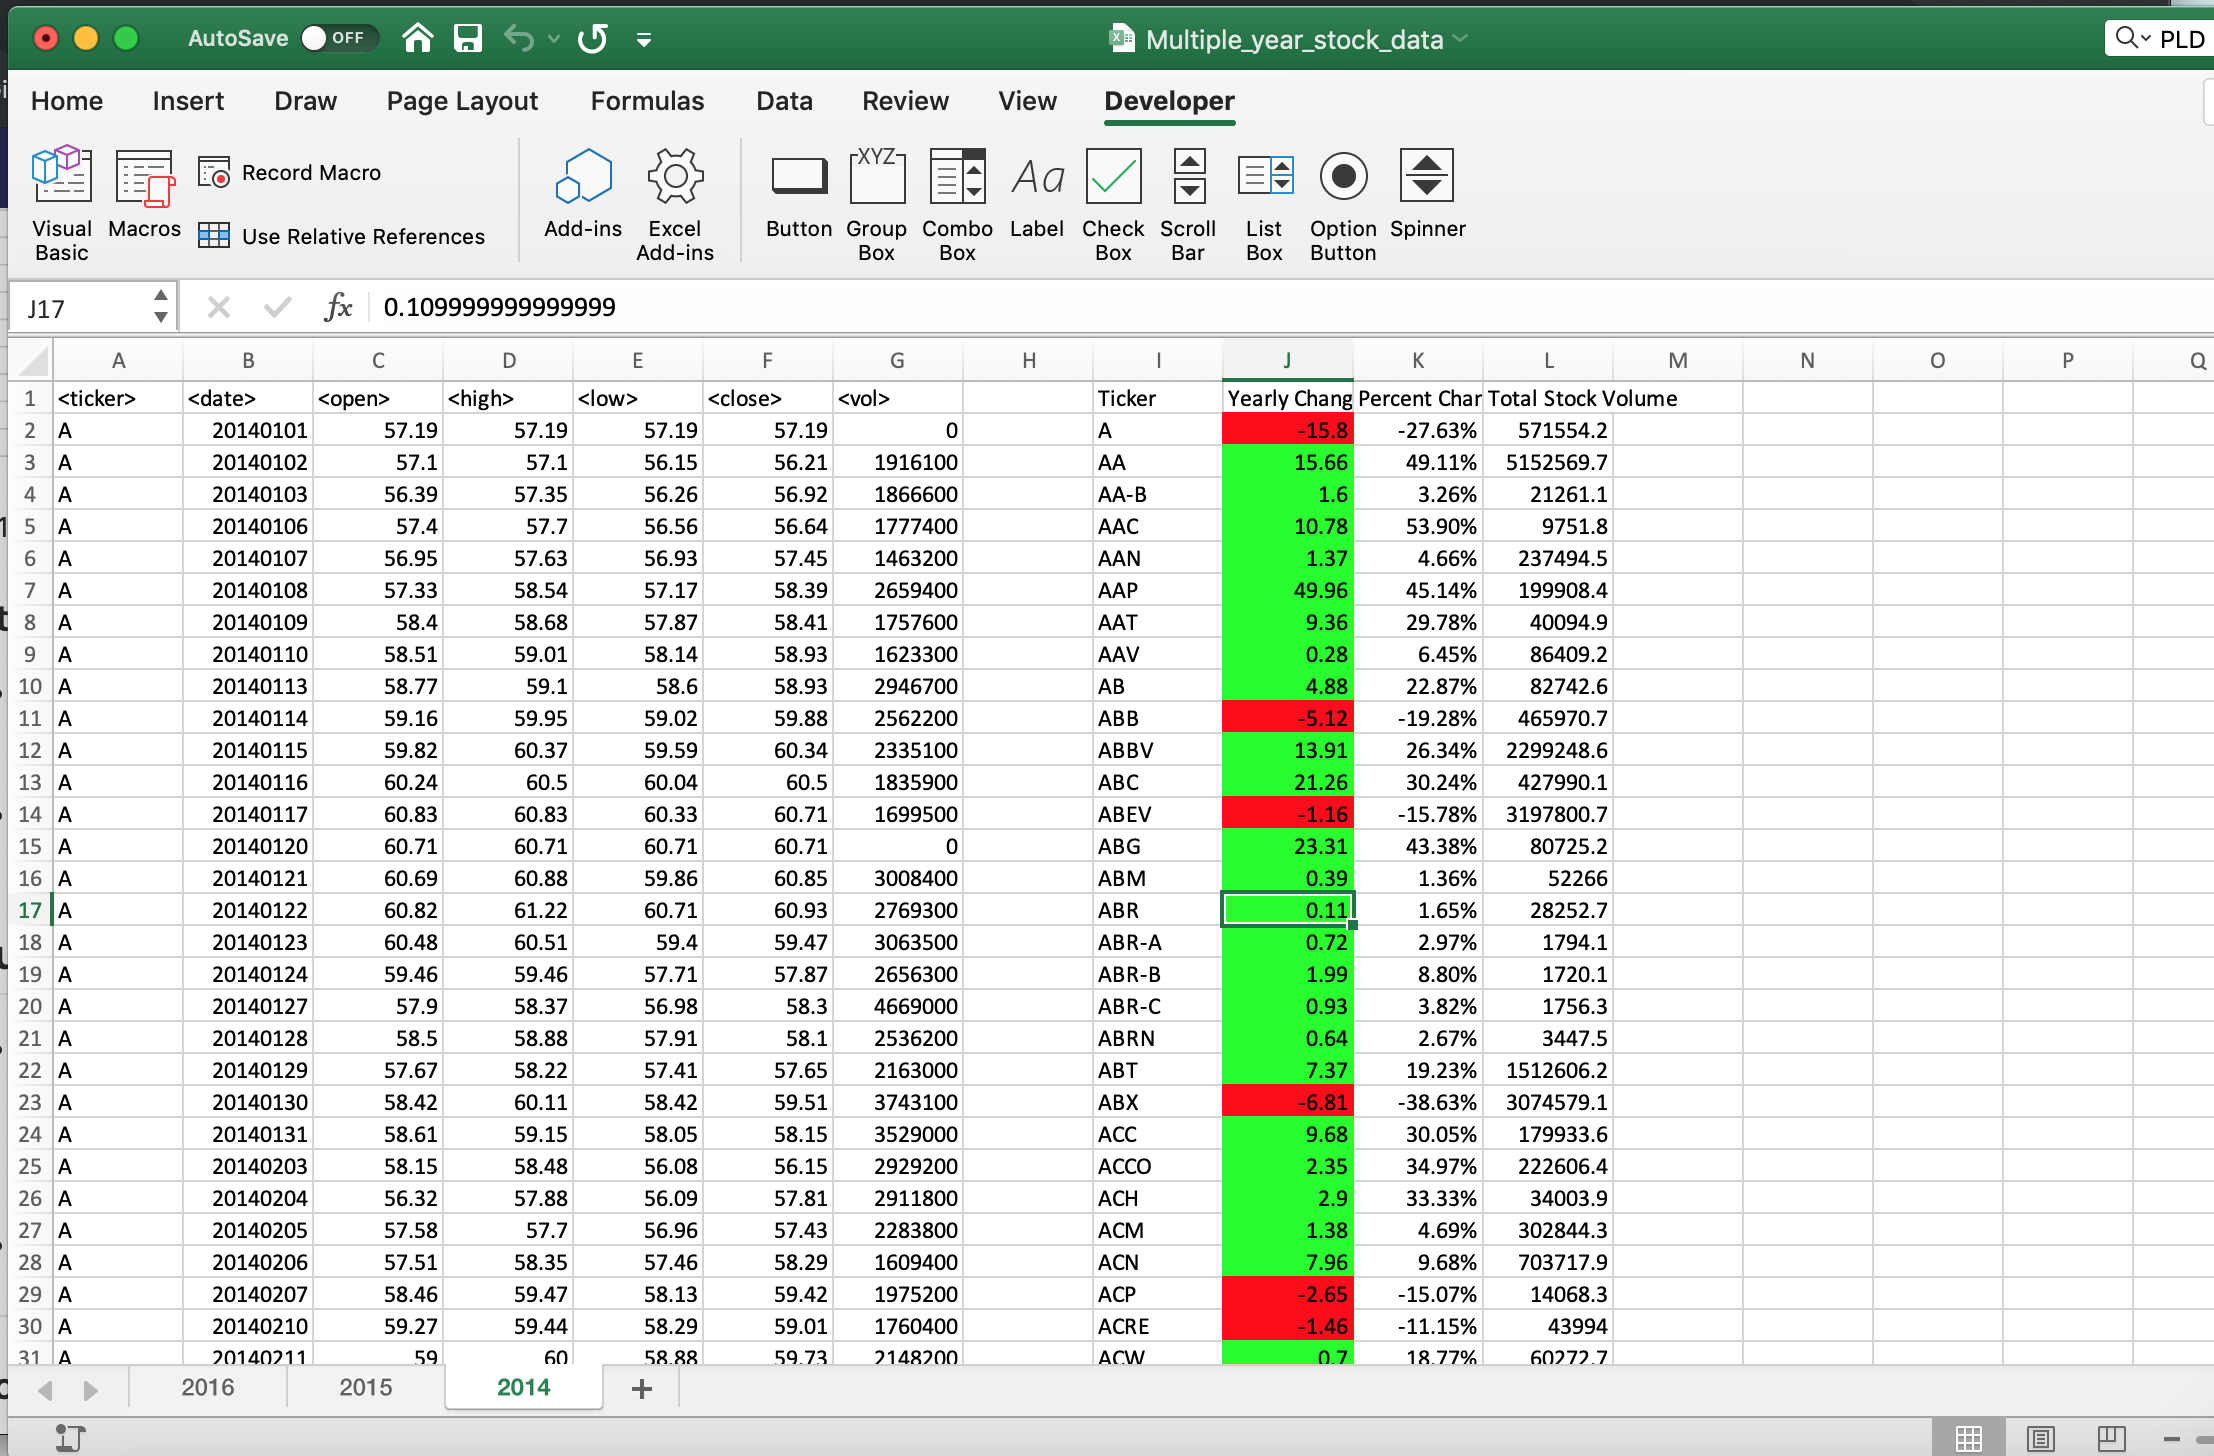 AutoSave OFF Multiple_year_stock_data PLD
Home Insert Draw Page Layout Formulas Data Review View Developer
Visual Basic Macros Record Macro Use Relative References Add-ins Excel Add-ins XYZ Button Group Box Combo Box Aa Label Check Box Scroll Bar List Box Option Button Spinner
J17 fx 0.109999999999999
A B C D E F G H I J K L M N O P Q
1 <ticker> <date> <open> <high> <low> <close> <vol> Ticker Yearly Chang Percent Char Total Stock Volume
2 A 20140101 57.19 57.19 57.19 57.19 0 A -15.8 -27.63% 571554.2
3 A 20140102 57.1 57.1 56.15 56.21 1916100 AA 15.66 49.11% 5152569.7
4 A 20140103 56.39 57.35 56.26 56.92 1866600 AA-B 1.6 3.26% 21261.1
5 A 20140106 57.4 57.7 56.56 56.64 1777400 AAC 10.78 53.90% 9751.8
6 A 20140107 56.95 57.63 56.93 57.45 1463200 AAN 1.37 4.66% 237494.5
7 A 20140108 57.33 58.54 57.17 58.39 2659400 AAP 49.96 45.14% 199908.4
8 A 20140109 58.4 58.68 57.87 58.41 1757600 AAT 9.36 29.78% 40094.9
9 A 20140110 58.51 59.01 58.14 58.93 1623300 AAV 0.28 6.45% 86409.2
10 A 20140113 58.77 59.1 58.6 58.93 2946700 AB 4.88 22.87% 82742.6
11 A 20140114 59.16 59.95 59.02 59.88 2562200 ABB -5.12 -19.28% 465970.7
12 A 20140115 59.82 60.37 59.59 60.34 2335100 ABBV 13.91 26.34% 2299248.6
13 A 20140116 60.24 60.5 60.04 60.5 1835900 ABC 21.26 30.24% 427990.1
14 A 20140117 60.83 60.83 60.33 60.71 1699500 ABEV -1.16 -15.78% 3197800.7
15 A 20140120 60.71 60.71 60.71 60.71 0 ABG 23.31 43.38% 80725.2
16 A 20140121 60.69 60.88 59.86 60.85 3008400 ABM 0.39 1.36% 52266
17 A 20140122 60.82 61.22 60.71 60.93 2769300 ABR 0.11 1.65% 28252.7
18 A 20140123 60.48 60.51 59.4 59.47 3063500 ABR-A 0.72 2.97% 1794.1
19 A 20140124 59.46 59.46 57.71 57.87 2656300 ABR-B 1.99 8.80% 1720.1
20 A 20140127 57.9 58.37 56.98 58.3 4669000 ABR-C 0.93 3.82% 1756.3
21 A 20140128 58.5 58.88 57.91 58.1 2536200 ABRN 0.64 2.67% 3447.5
22 A 20140129 57.67 58.22 57.41 57.65 2163000 ABT 7.37 19.23% 1512606.2
23 A 20140130 58.42 60.11 58.42 59.51 3743100 ABX -6.81 -38.63% 3074579.1
24 A 20140131 58.61 59.15 58.05 58.15 3529000 ACC 9.68 30.05% 179933.6
25 A 20140203 58.15 58.48 56.08 56.15 2929200 ACCO 2.35 34.97% 222606.4
26 A 20140204 56.32 57.88 56.09 57.81 2911800 ACH 2.9 33.33% 34003.9
27 A 20140205 57.58 57.7 56.96 57.43 2283800 ACM 1.38 4.69% 302844.3
28 A 20140206 57.51 58.35 57.46 58.29 1609400 ACN 7.96 9.68% 703717.9
29 A 20140207 58.46 59.47 58.13 59.42 1975200 ACP -2.65 -15.07% 14068.3
30 A 20140210 59.27 59.44 58.29 59.01 1760400 ACRE -1.46 -11.15% 43994
31 A 20140211 59 60 58.88 59.73 2148200 ACW 0.7 18.77% 60272.7
2016 2015 2014 +